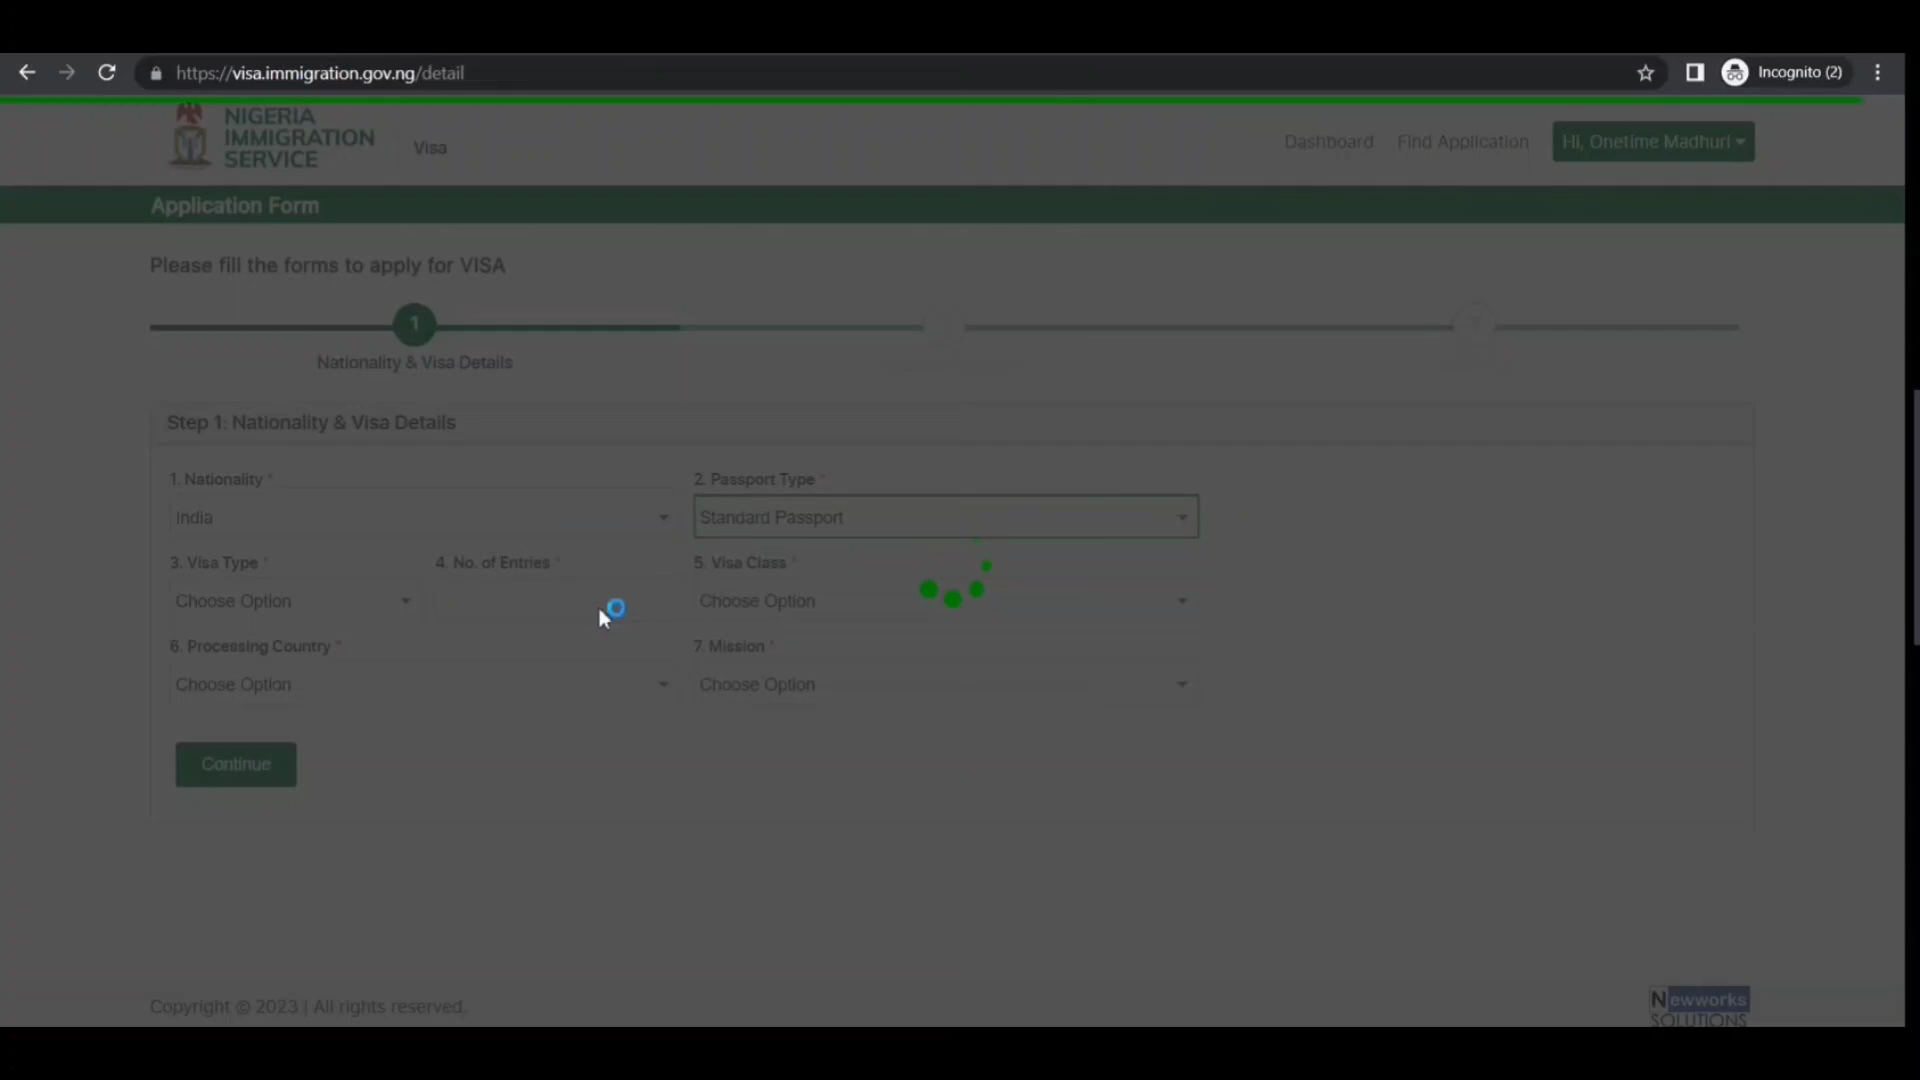 https://visa.immigration.gov.ng/detail
Incognito (2)
NIGERIA
IMMIGRATION
SERVICE
Visa
Dashboard
Find Application
Hi, Onetime Madhuri
Application Form
Please fill the forms to apply for VISA
1
Nationality & Visa Details
Step 1: Nationality & Visa Details
1. Nationality *
2. Passport Type *
India
Standard Passport
3. Visa Type *
4. No. of Entries *
5. Visa Class *
Choose Option
Choose Option
6. Processing Country *
7. Mission *
Choose Option
Choose Option
Continue
Copyright © 2023 | All rights reserved.
Newworks
SOLUTIONS